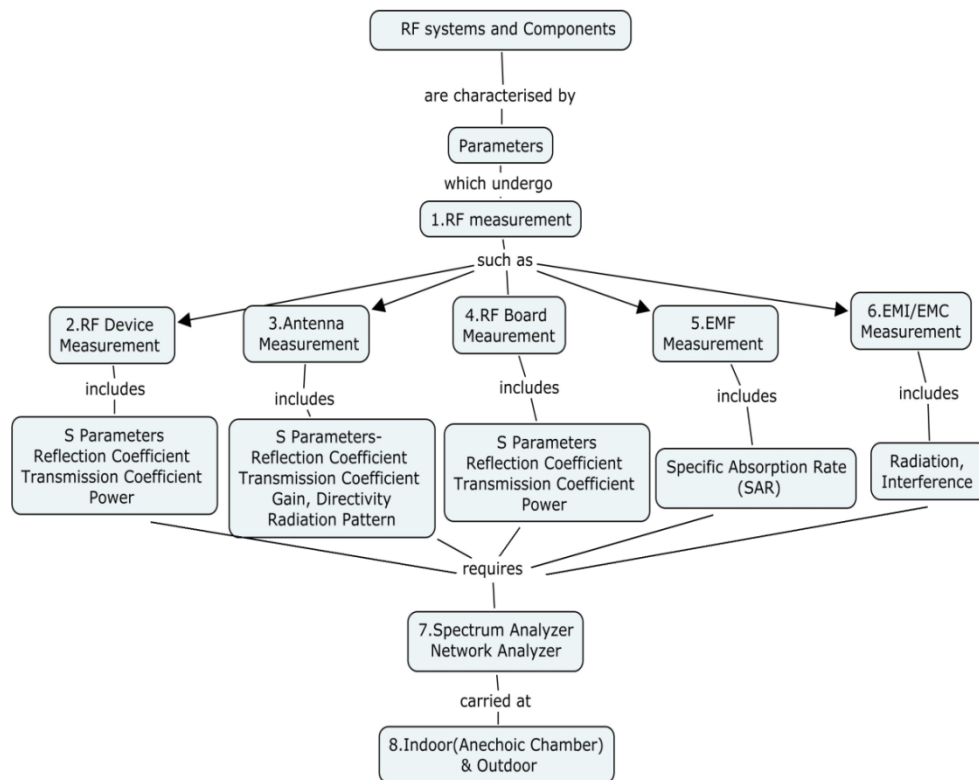 RF systems and Components
are characterised by
Parameters
which undergo
1.RF measurement
such as
2.RF Device
Measurement
3.Antenna
Measurement
4.RF Board
Measurement
5.EMF
Measurement
6.EMI/EMC
Measurement
includes
includes
includes
includes
includes
S Parameters
Reflection Coefficient
Transmission Coefficient
Power
S Parameters-
Reflection Coefficient
Transmission Coefficient
Gain, Directivity
Radiation Pattern
S Parameters
Reflection Coefficient
Transmission Coefficient
Power
Specific Absorption Rate
(SAR)
Radiation,
Interference
requires
7.Spectrum Analyzer
Network Analyzer
carried at
8.Indoor(Anechoic Chamber)
& Outdoor